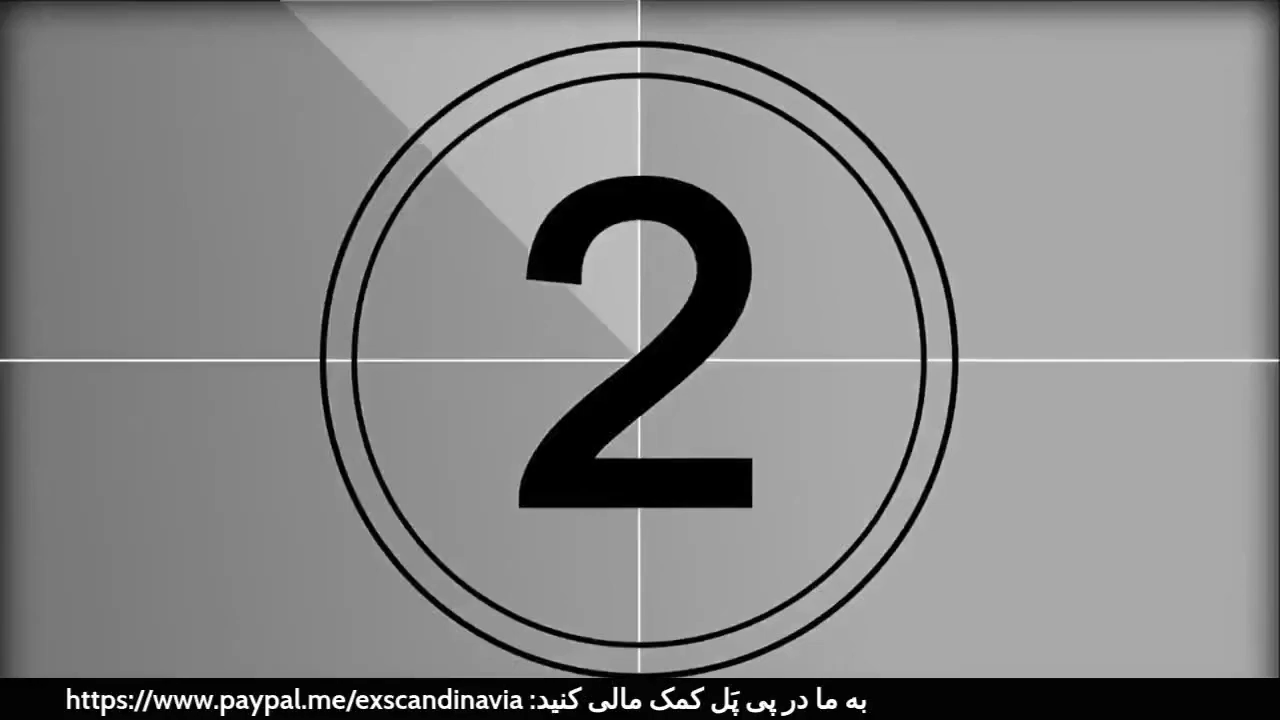 2
به ما در پی پَل کمک مالی کنید: https://www.paypal.me/exscandinavia